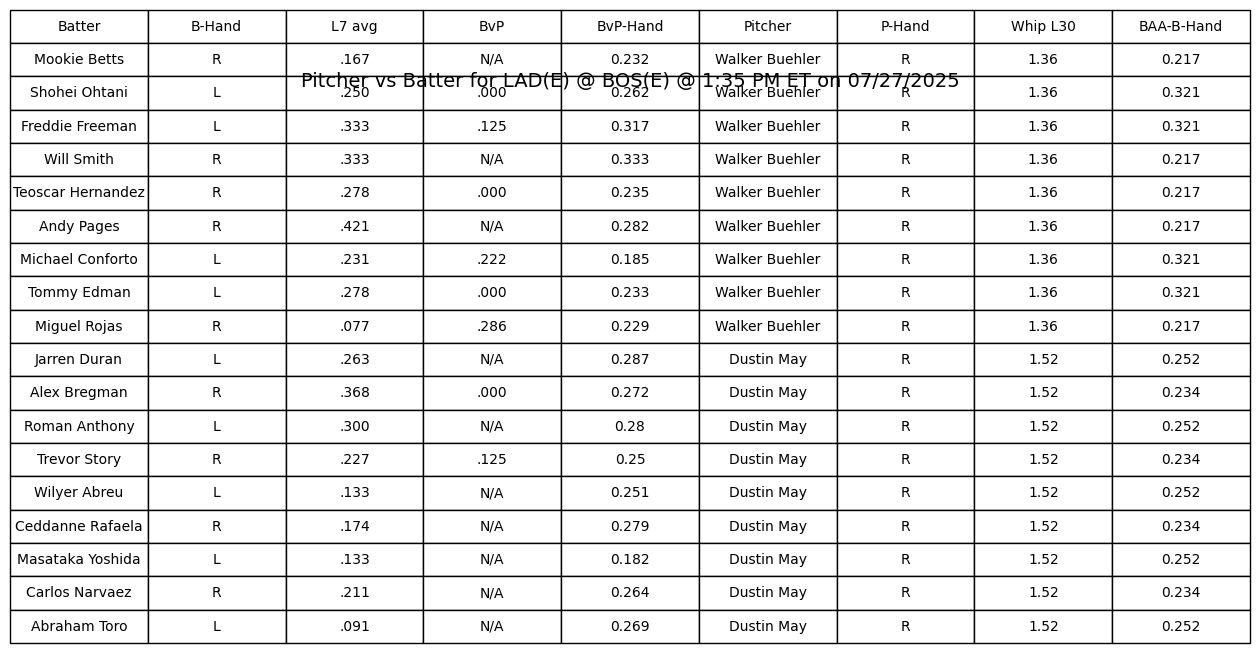 Batter B-Hand L7 avg BvP BvP-Hand Pitcher P-Hand Whip L30 BAA-B-Hand
Mookie Betts R .167 N/A 0.232 Walker Buehler R 1.36 0.217
Pitcher vs Batter for LAD(E) @ BOS(E) @ 1:35 PM ET on 07/27/2025
Shohei Ohtani L .250 .000 0.262 Walker Buehler R 1.36 0.321
Freddie Freeman L .333 .125 0.317 Walker Buehler R 1.36 0.321
Will Smith R .333 N/A 0.333 Walker Buehler R 1.36 0.217
Teoscar Hernandez R .278 .000 0.235 Walker Buehler R 1.36 0.217
Andy Pages R .421 N/A 0.282 Walker Buehler R 1.36 0.217
Michael Conforto L .231 .222 0.185 Walker Buehler R 1.36 0.321
Tommy Edman L .278 .000 0.233 Walker Buehler R 1.36 0.321
Miguel Rojas R .077 .286 0.229 Walker Buehler R 1.36 0.217
Jarren Duran L .263 N/A 0.287 Dustin May R 1.52 0.252
Alex Bregman R .368 .000 0.272 Dustin May R 1.52 0.234
Roman Anthony L .300 N/A 0.28 Dustin May R 1.52 0.252
Trevor Story R .227 .125 0.25 Dustin May R 1.52 0.234
Wilyer Abreu L .133 N/A 0.251 Dustin May R 1.52 0.252
Ceddanne Rafaela R .174 N/A 0.279 Dustin May R 1.52 0.234
Masataka Yoshida L .133 N/A 0.182 Dustin May R 1.52 0.252
Carlos Narvaez R .211 N/A 0.264 Dustin May R 1.52 0.234
Abraham Toro L .091 N/A 0.269 Dustin May R 1.52 0.252